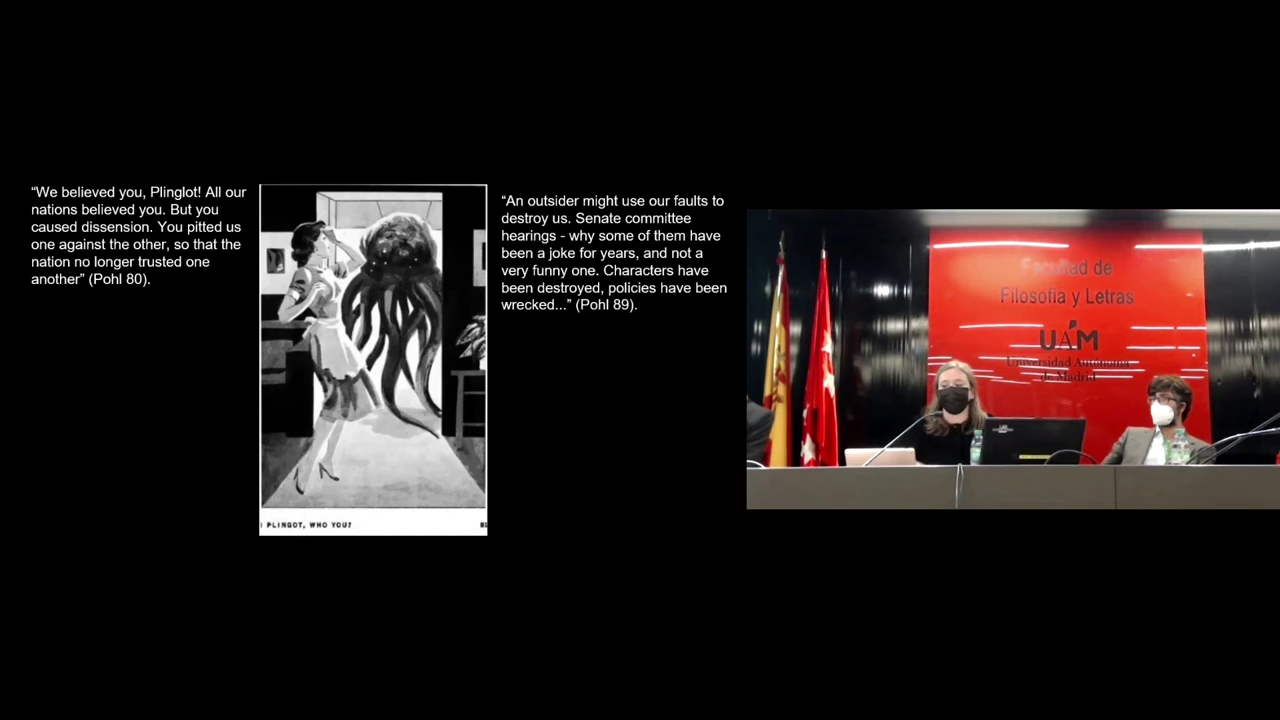 “We believed you, Plinglot! All our
nations believed you. But you
caused dissension. You pitted us
one against the other, so that the
nation no longer trusted one
another” (Pohl 80).
I PLINGOT, WHO YOU?
“An outsider might use our faults to
destroy us. Senate committee
hearings - why some of them have
been a joke for years, and not a
very funny one. Characters have
been destroyed, policies have been
wrecked...” (Pohl 89).
Facultad de
Filosofía y Letras
UAM
Universidad Autónoma
de Madrid